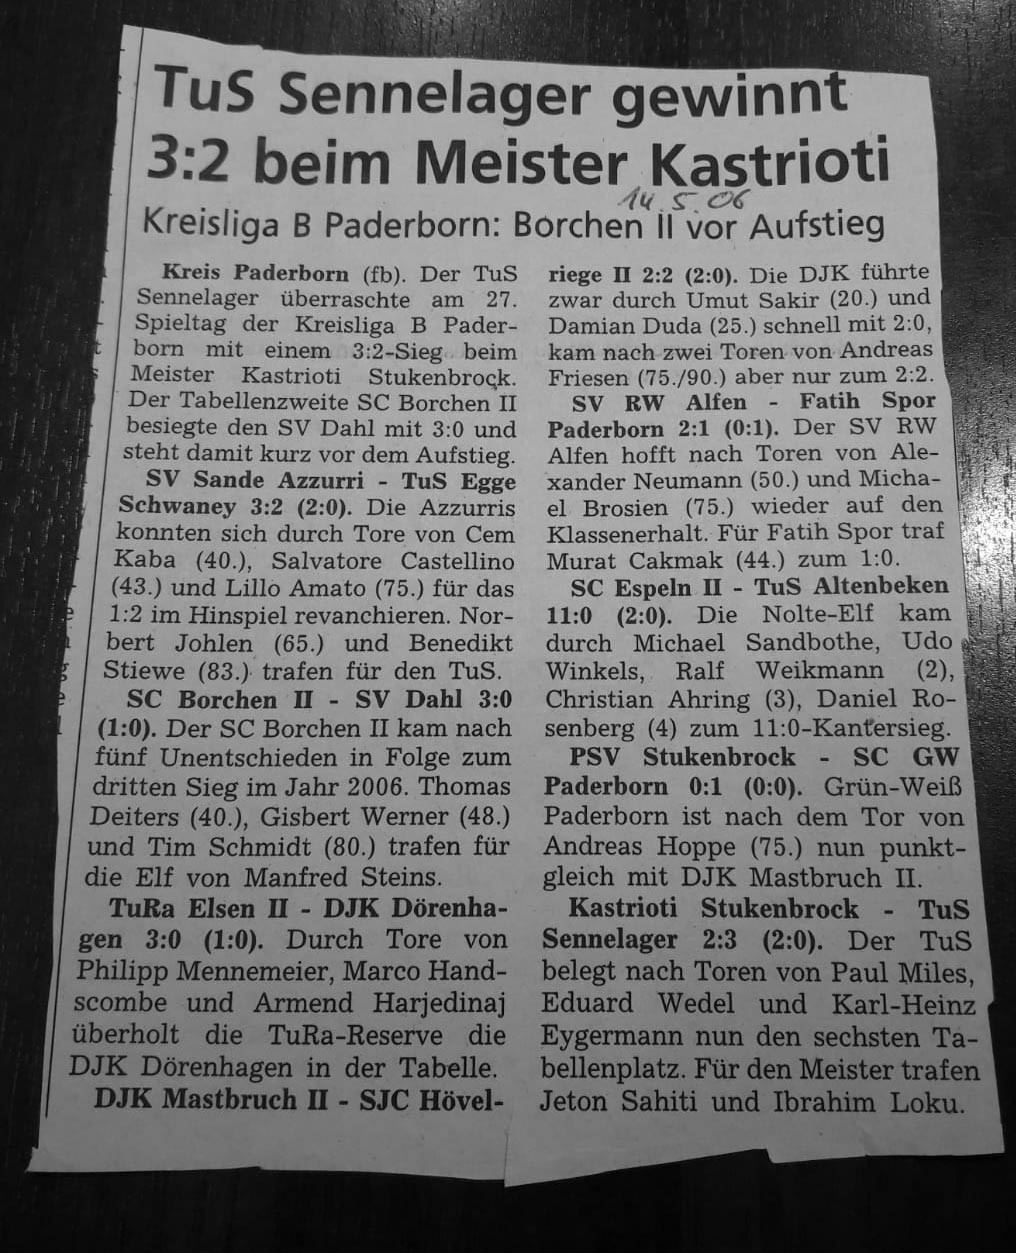 TuS Sennelager gewinnt
3:2 beim Meister Kastrioti
14.5.06
Kreisliga B Paderborn: Borchen II vor Aufstieg
Kreis Paderborn (fb). Der TuS
Sennelager überraschte am 27.
Spieltag der Kreisliga B Pader-
born mit einem 3:2-Sieg beim
Meister Kastrioti Stukenbrock.
Der Tabellenzweite SC Borchen II
besiegte den SV Dahl mit 3:0 und
steht damit kurz vor dem Aufstieg.
SV Sande Azzurri - TuS Egge
Schwaney 3:2 (2:0). Die Azzurris
konnten sich durch Tore von Cem
Kaba (40.), Salvatore Castellino
(43.) und Lillo Amato (75.) für das
1:2 im Hinspiel revanchieren. Nor-
bert Johlen (65.) und Benedikt
Stiewe (83.) trafen für den TuS.
SC Borchen II - SV Dahl 3:0
(1:0). Der SC Borchen II kam nach
fünf Unentschieden in Folge zum
dritten Sieg im Jahr 2006. Thomas
Deiters (40.), Gisbert Werner (48.)
und Tim Schmidt (80.) trafen für
die Elf von Manfred Steins.
TuRa Elsen II - DJK Dörenha-
gen 3:0 (1:0). Durch Tore von
Philipp Mennemeier, Marco Hand-
scombe und Armend Harjedinaj
überholt die TuRa-Reserve die
DJK Dörenhagen in der Tabelle.
DJK Mastbruch II - SJC Hövel-
riege II 2:2 (2:0). Die DJK führte
zwar durch Umut Sakir (20.) und
Damian Duda (25.) schnell mit 2:0,
kam nach zwei Toren von Andreas
Friesen (75./90.) aber nur zum 2:2.
SV RW Alfen - Fatih Spor
Paderborn 2:1 (0:1). Der SV RW
Alfen hofft nach Toren von Ale-
xander Neumann (50.) und Micha-
el Brosien (75.) wieder auf den
Klassenerhalt. Für Fatih Spor traf
Murat Cakmak (44.) zum 1:0.
SC Espeln II - TuS Altenbeken
11:0 (2:0). Die Nolte-Elf kam
durch Michael Sandbothe, Udo
Winkels, Ralf Weikmann (2),
Christian Ahring (3), Daniel Ro-
senberg (4) zum 11:0-Kantersieg.
PSV Stukenbrock - SC GW
Paderborn 0:1 (0:0). Grün-Weiß
Paderborn ist nach dem Tor von
Andreas Hoppe (75.) nun punkt-
gleich mit DJK Mastbruch II.
Kastrioti Stukenbrock - TuS
Sennelager 2:3 (2:0). Der TuS
belegt nach Toren von Paul Miles,
Eduard Wedel und Karl-Heinz
Eygermann nun den sechsten Ta-
bellenplatz. Für den Meister trafen
Jeton Sahiti und Ibrahim Loku.